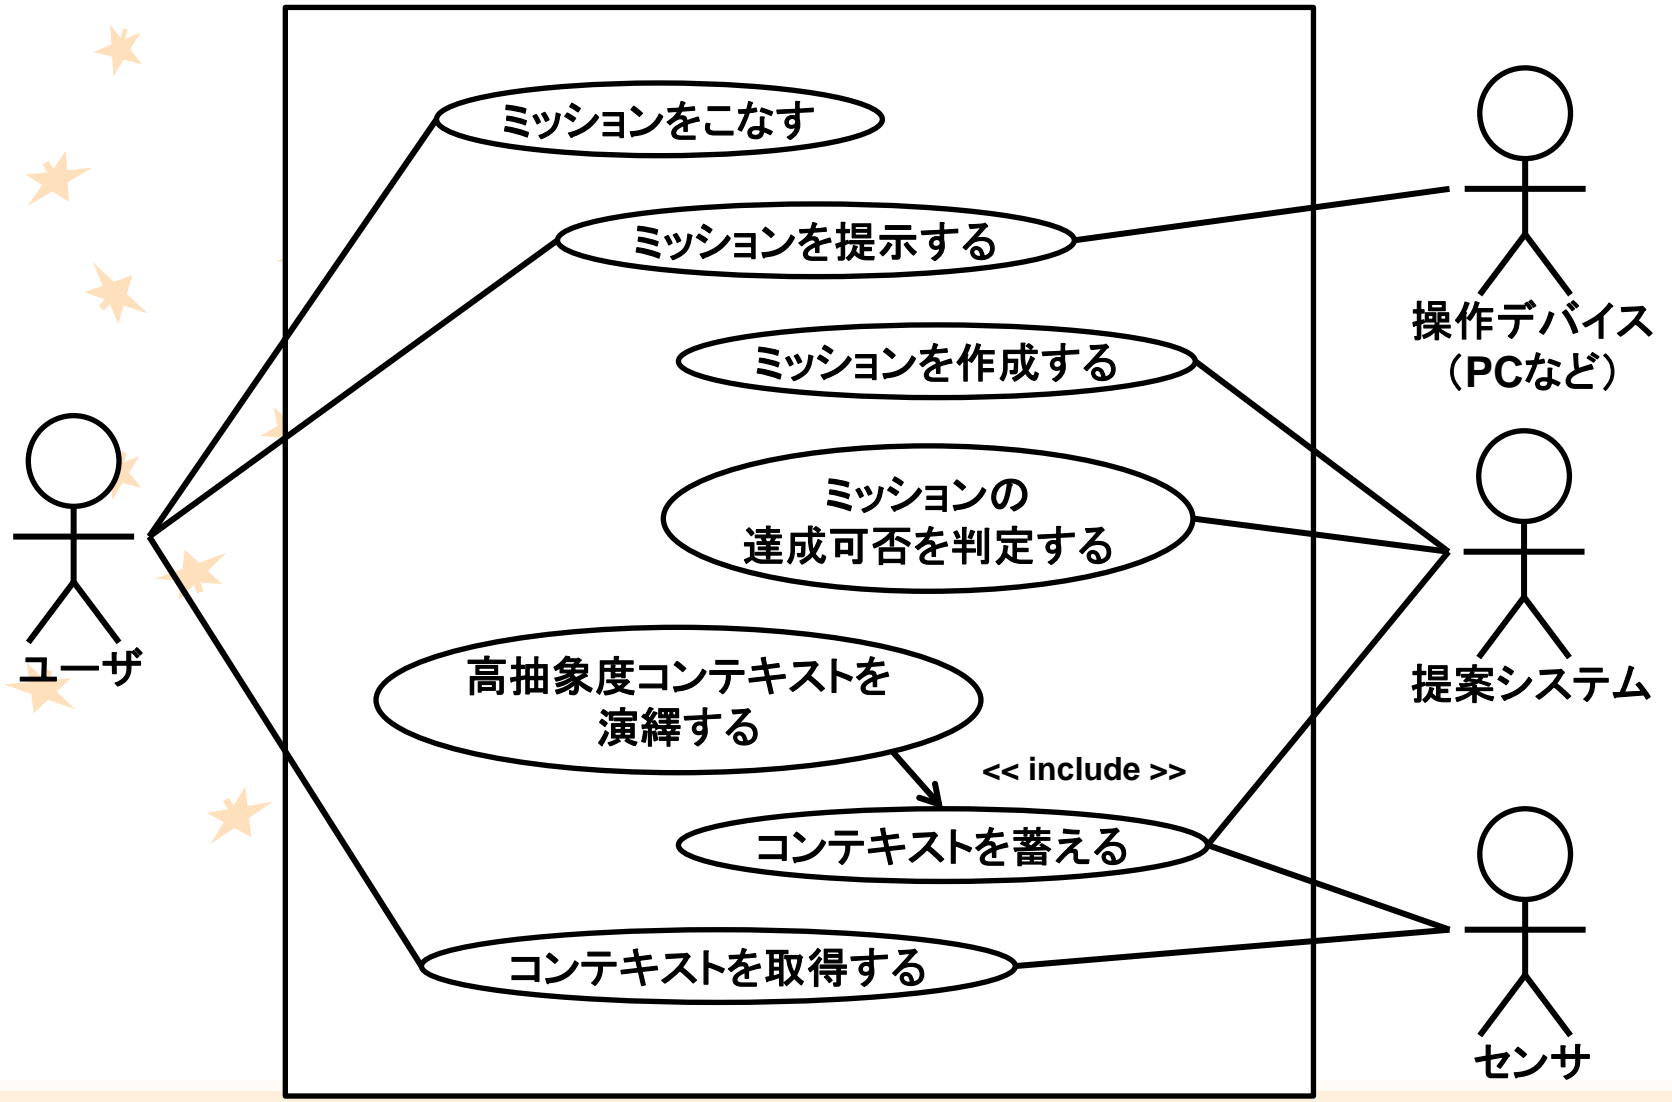 ミッションをこなす
ミッションを提示する
操作デバイス
（PCなど）
ミッションを作成する
ミッションの
達成可否を判定する
ユーザ
提案システム
高抽象度コンテキストを
演繹する
<< include >>
コンテキストを蓄える
コンテキストを取得する
センサ